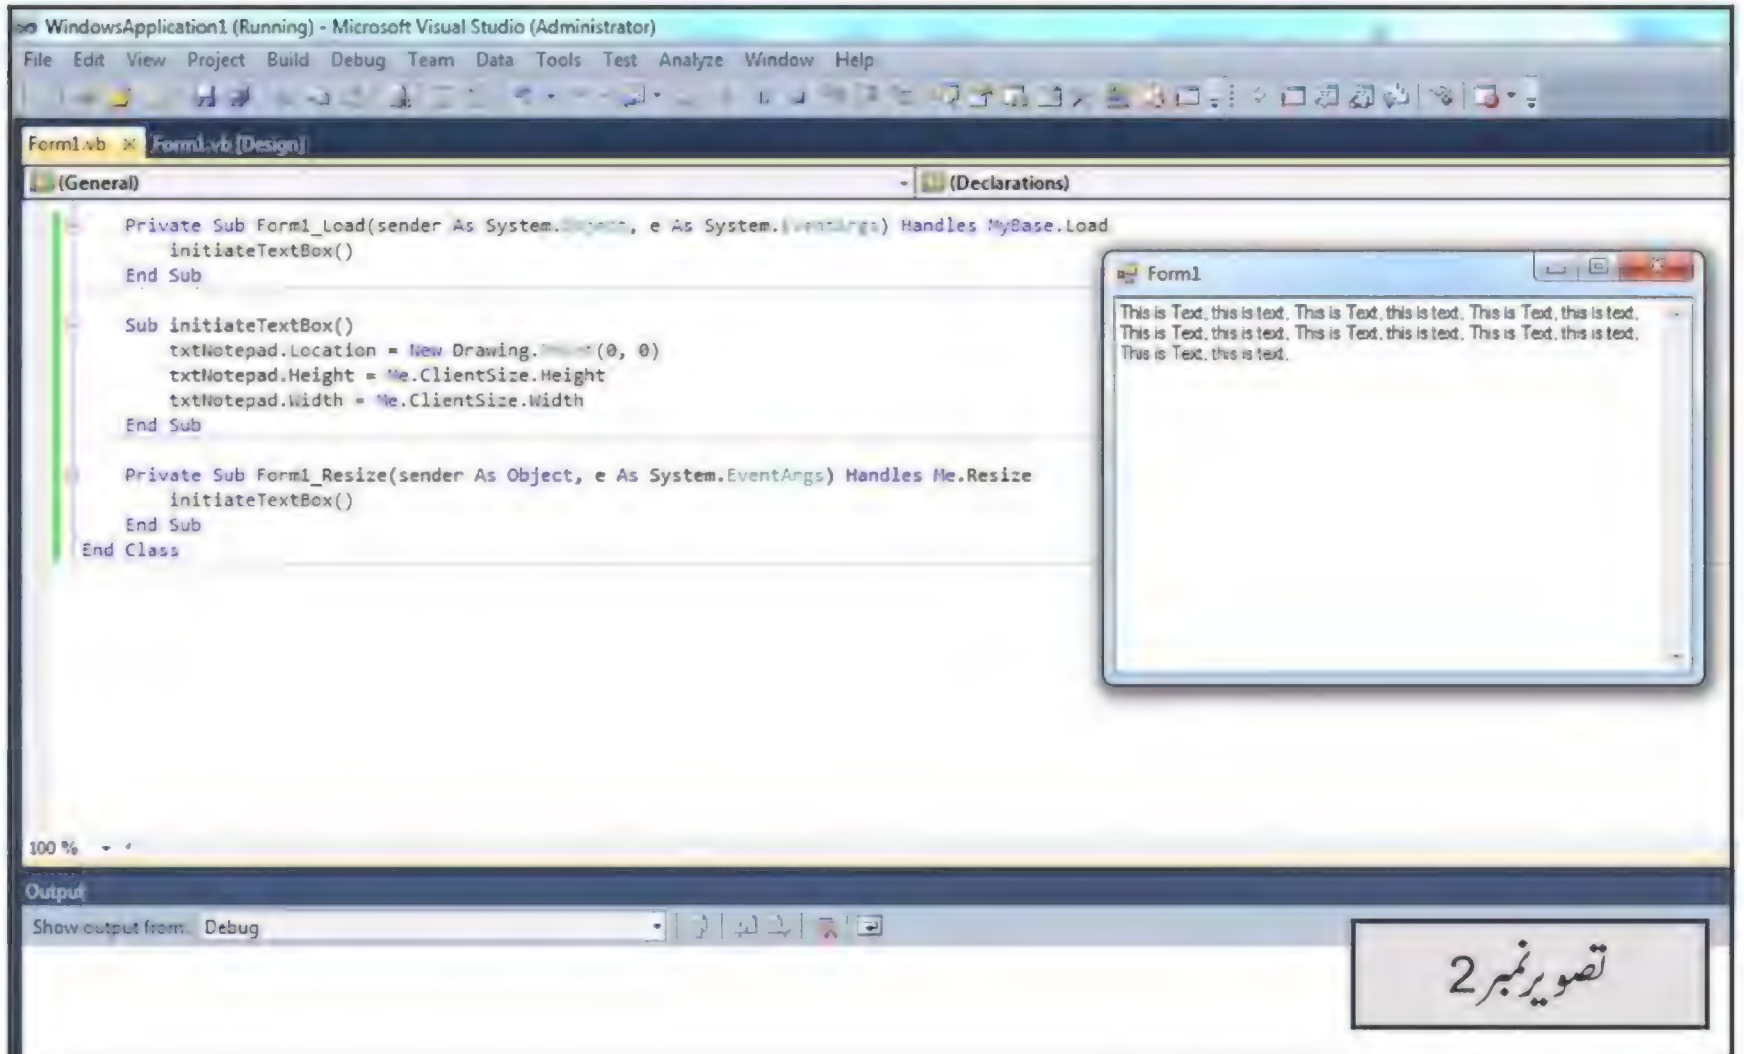 WindowsApplication1 (Running) - Microsoft Visual Studio (Administrator)
File Edit View Project Build Debug Team Data Tools Test Analyze Window Help
Form1.vb × Form1.vb [Design]
(General) (Declarations)
Private Sub Form1_Load(sender As System., e As System.EventArgs) Handles MyBase.Load
initiateTextBox()
End Sub
Sub initiateTextBox()
txtNotepad.Location = New Drawing.(0, 0)
txtNotepad.Height = Me.ClientSize.Height
txtNotepad.Width = Me.ClientSize.Width
End Sub
Private Sub Form1_Resize(sender As Object, e As System.EventArgs) Handles Me.Resize
initiateTextBox()
End Sub
End Class
Form1
This is Text, this is text, This is Text, this is text, This is Text, this is text,
This is Text, this is text, This is Text, this is text, This is Text, this is text,
This is Text, this is text,
100 %
Output
Show output from: Debug
تصویر نمبر 2